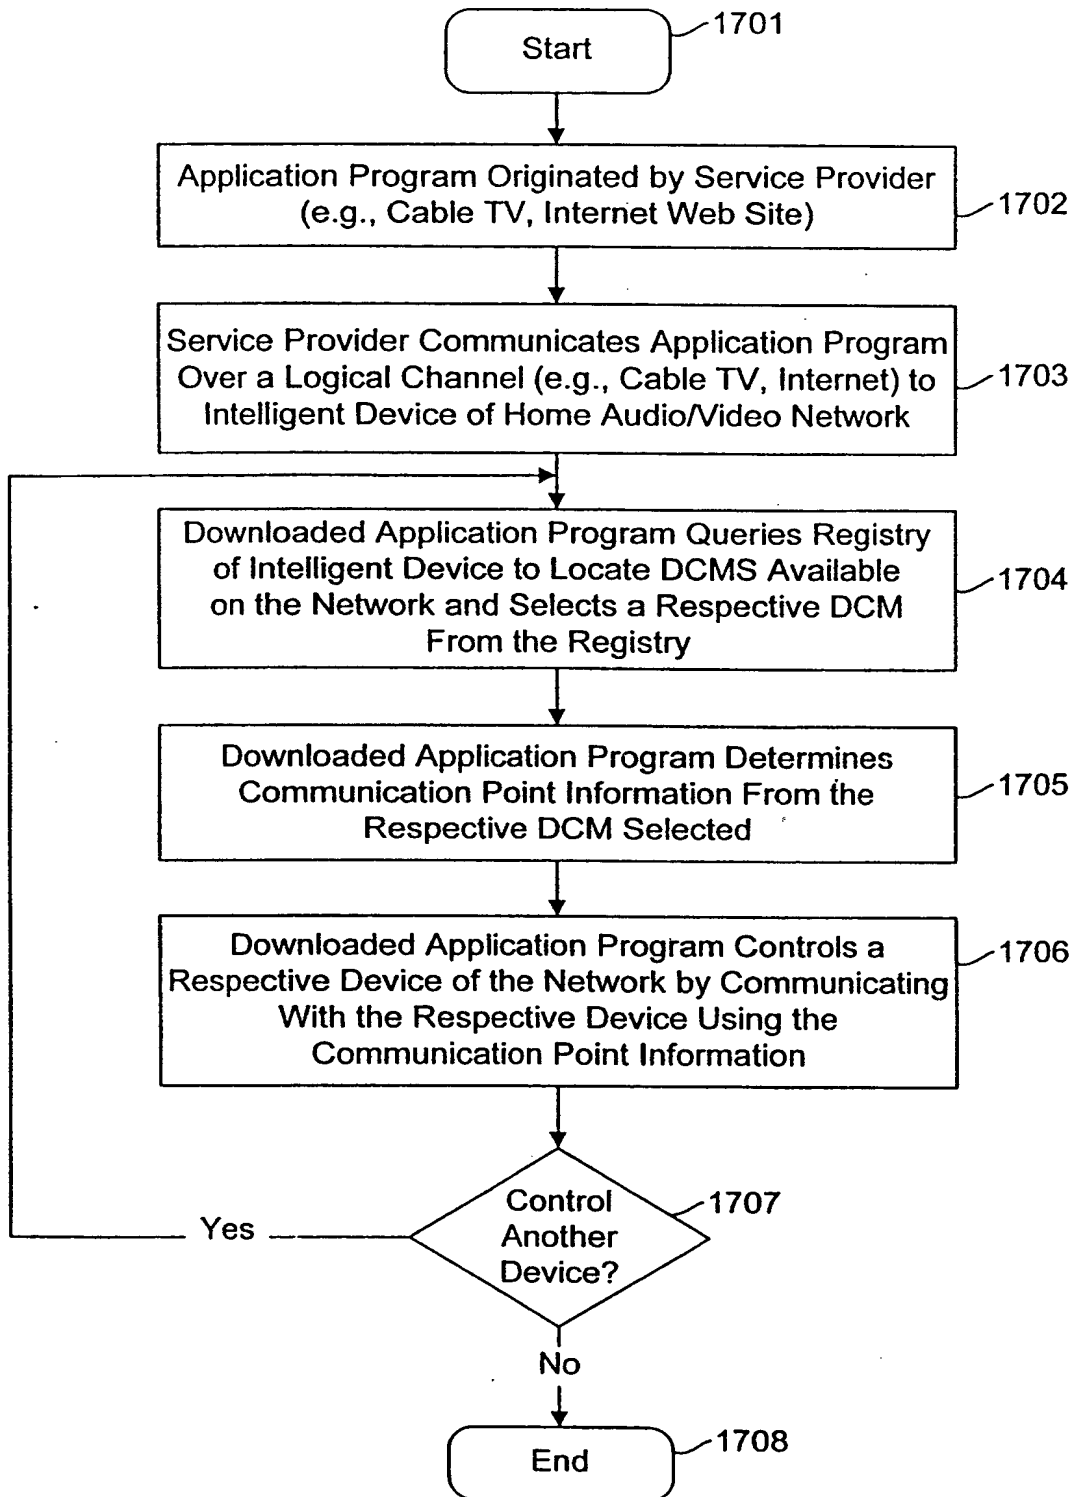 Start
1701
Application Program Originated by Service Provider
(e.g., Cable TV, Internet Web Site)
1702
Service Provider Communicates Application Program
Over a Logical Channel (e.g., Cable TV, Internet) to
Intelligent Device of Home Audio/Video Network
1703
Downloaded Application Program Queries Registry
of Intelligent Device to Locate DCMS Available
on the Network and Selects a Respective DCM
From the Registry
1704
Downloaded Application Program Determines
Communication Point Information From the
Respective DCM Selected
1705
Downloaded Application Program Controls a
Respective Device of the Network by Communicating
With the Respective Device Using the
Communication Point Information
1706
Control
Another
Device?
1707
Yes
No
End
1708